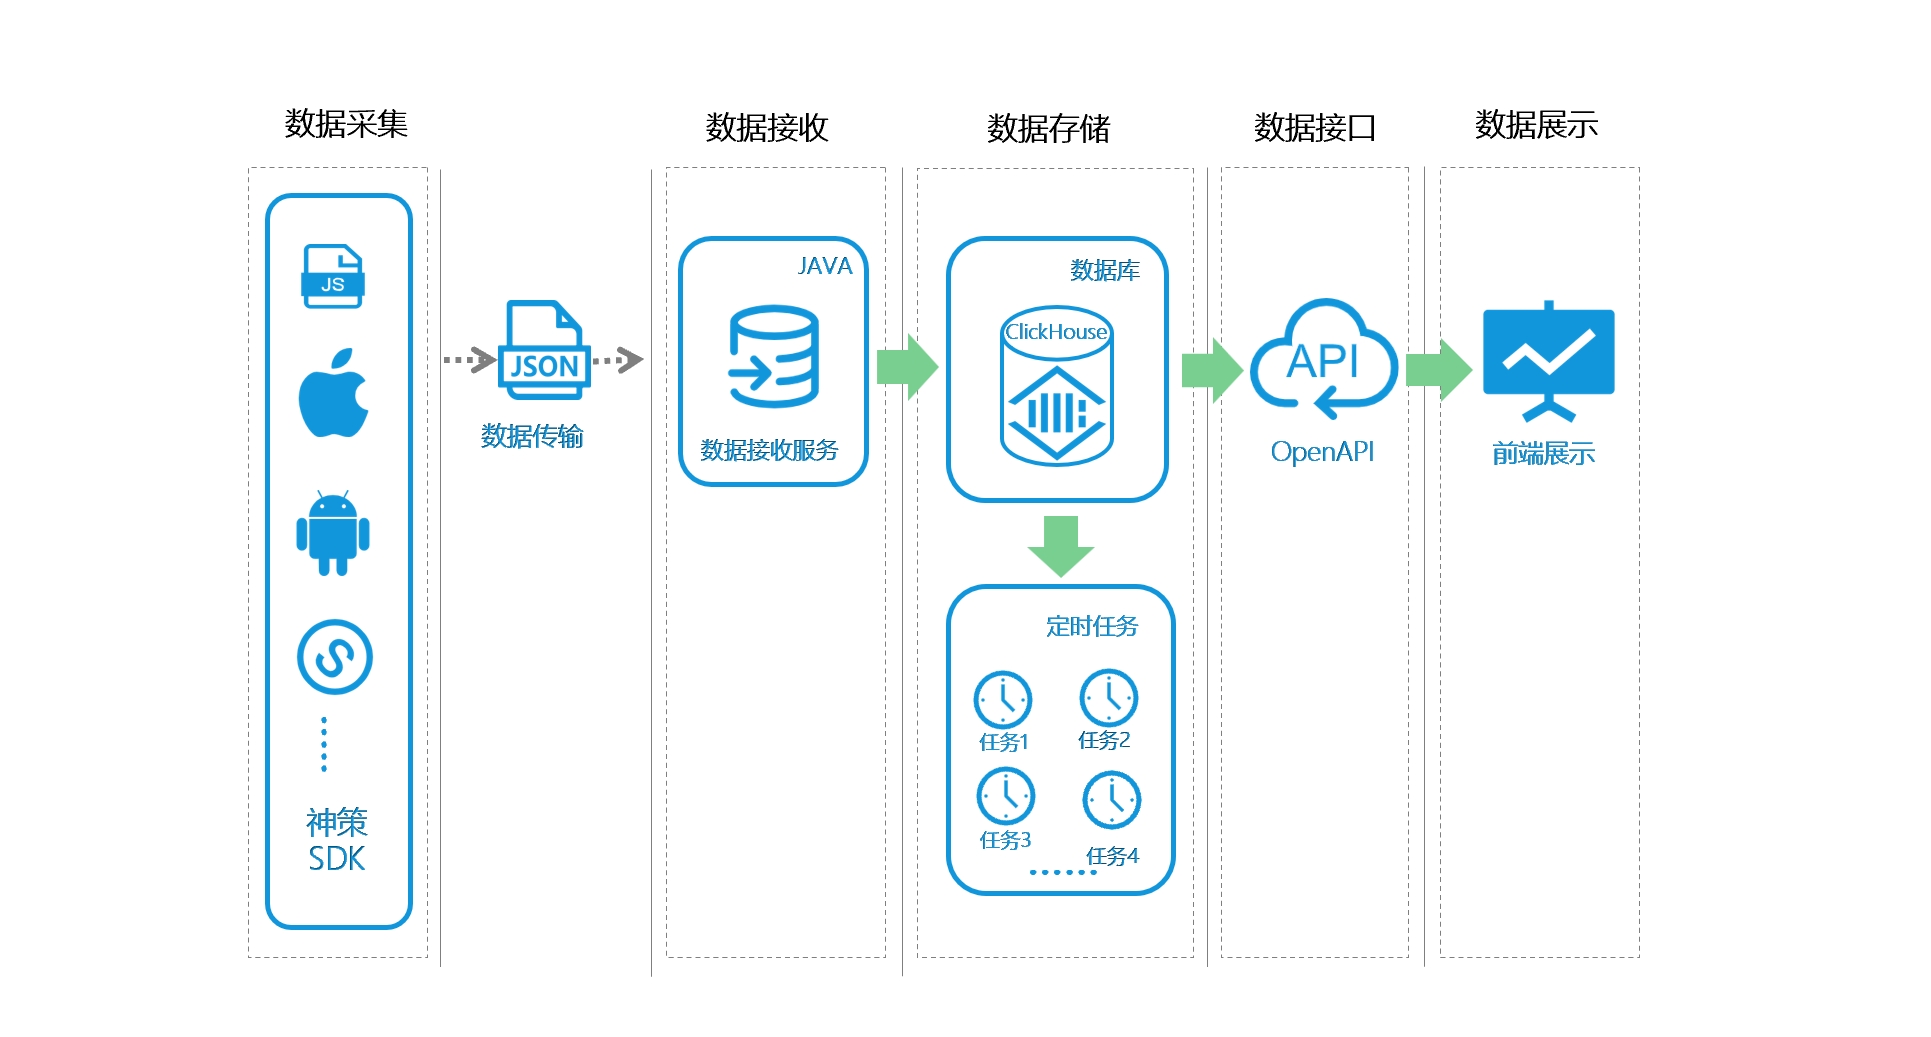 数据采集
数据接收
数据存储
数据接口
数据展示
JS
神策
SDK
JSON
数据传输
JAVA
数据接收服务
数据库
ClickHouse
定时任务
任务1
任务2
任务3
任务4
API
OpenAPI
前端展示